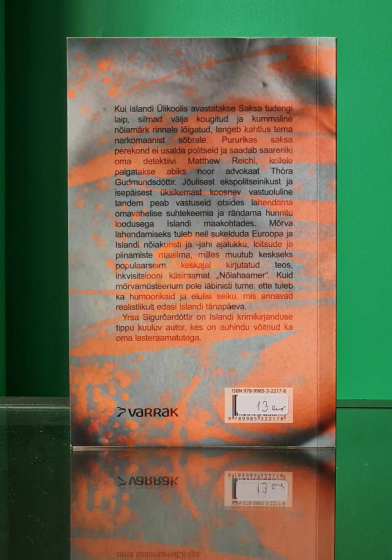 Kui Islandi Ülikoolis avastatakse Saksa tudengi
laip, silmad välja kougitud ja kummaline
nõiamärk rinnale lõigatud, langeb kahtlus tema
narkomaanist sõbrale. Pururikas saksa
perekond ei usalda politseid ja saadab saareriiki
oma detektiivi Matthew Reichi, kellele
palgatakse abiks noor advokaat Thóra
Gudmundsdóttir. Jõulisest ekspolitseinikust ja
isepäisest üksikemast koosnev vastuoluline
tandem peab vastuseid otsides lahendama
omavahelise suhtekeemia ja rändama hunnitu
loodusega Islandi maakohtades. Mõrva
lahendamiseks tuleb neil sukelduda Euroopa ja
Islandi nõiakunsti ja -jahi ajalukku, loitsude ja
piinamiste maailma, milles muutub keskseks
populaarseim keskajal kirjutatud teos,
inkvisitsiooni käsiraamat „Nõiahaamer". Kuid
mõrvamüsteerium pole läbinisti tume: ette tuleb
ka humoorikaid ja elulisi seiku, mis annavad
realistlikult edasi Islandi tänapäeva.
Yrsa Sigurðardóttir on Islandi krimikirjanduse
tippu kuuluv autor, kes on auhindu võitnud ka
oma lasteraamatutega.
ISBN 978-9985-3-2217-8
13 eur
9789985322178
VARRAK